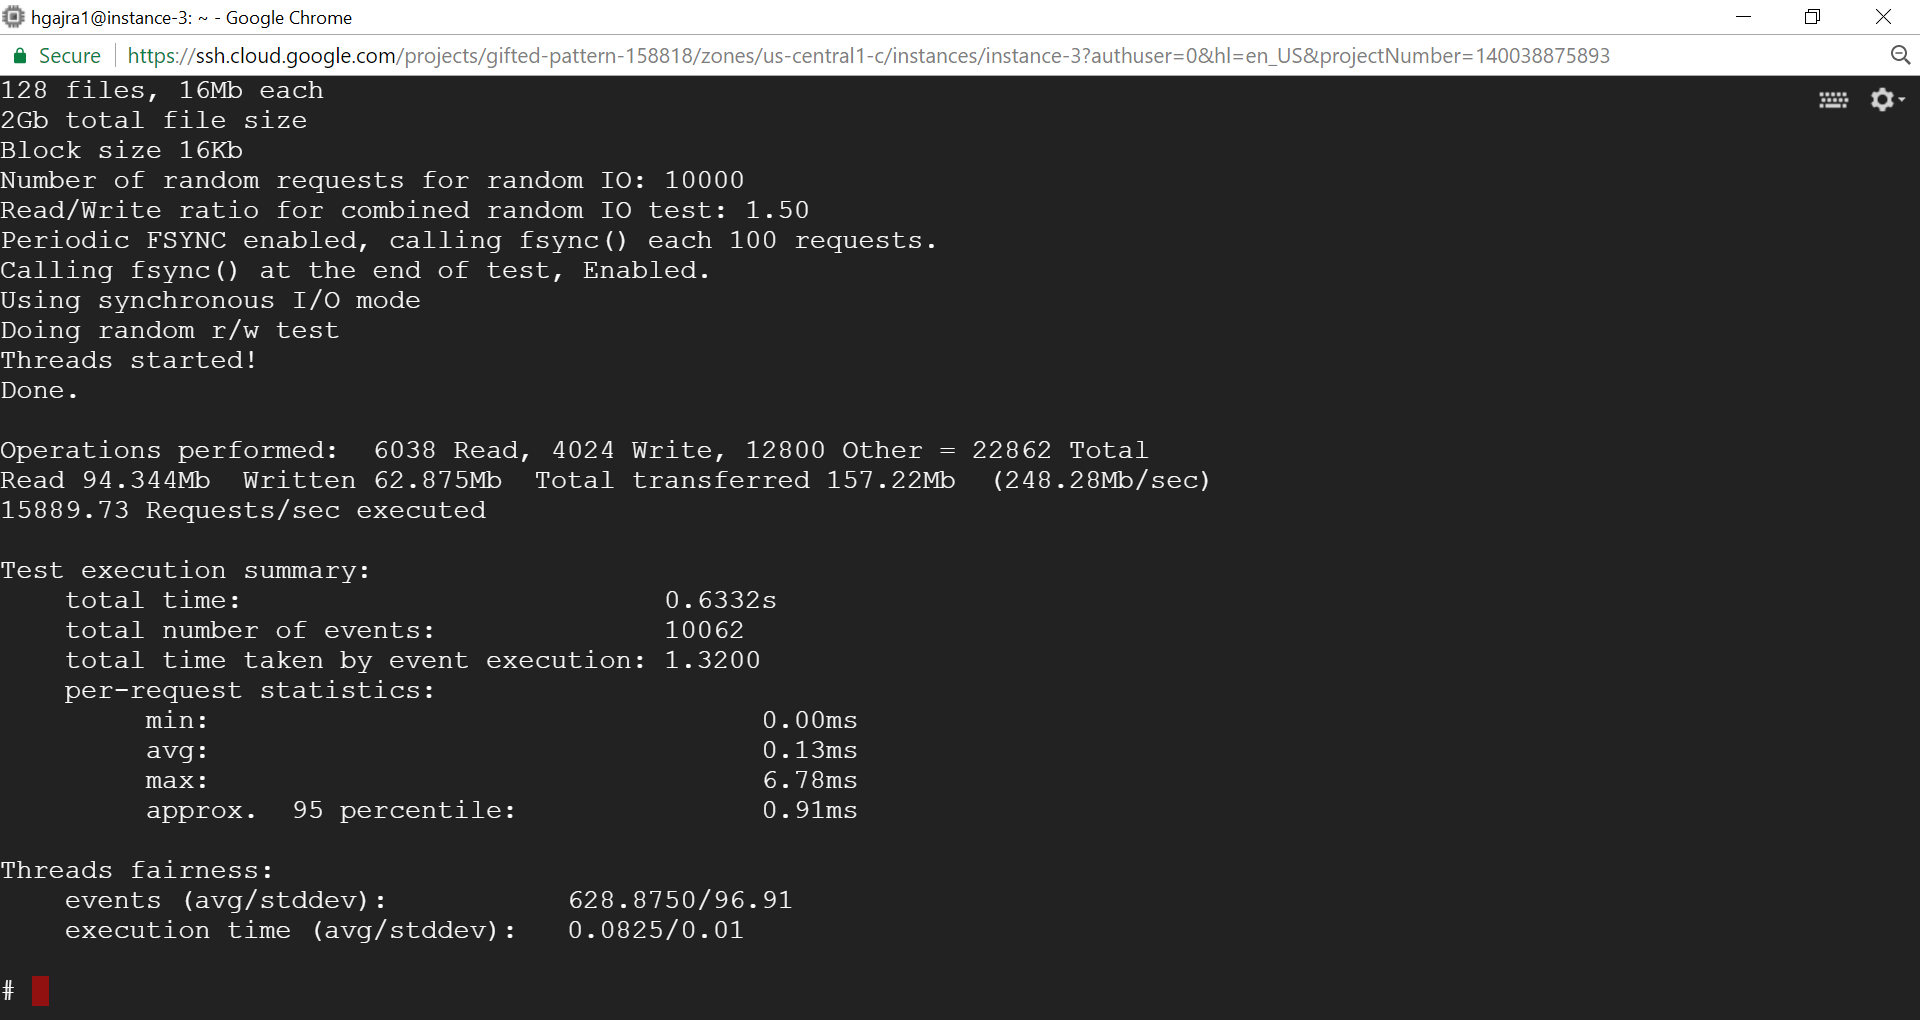 hgajra1@instance-3: ~ - Google Chrome
Secure https://ssh.cloud.google.com/projects/gifted-pattern-158818/zones/us-central1-c/instances/instance-3?authuser=0&hl=en_US&projectNumber=140038875893
128 files, 16Mb each
2Gb total file size
Block size 16Kb
Number of random requests for random IO: 10000
Read/Write ratio for combined random IO test: 1.50
Periodic FSYNC enabled, calling fsync() each 100 requests.
Calling fsync() at the end of test, Enabled.
Using synchronous I/O mode
Doing random r/w test
Threads started!
Done.
Operations performed:  6038 Read, 4024 Write, 12800 Other = 22862 Total
Read 94.344Mb  Written 62.875Mb  Total transferred 157.22Mb  (248.28Mb/sec)
15889.73 Requests/sec executed
Test execution summary:
total time: 0.6332s
total number of events: 10062
total time taken by event execution: 1.3200
per-request statistics:
min: 0.00ms
avg: 0.13ms
max: 6.78ms
approx.  95 percentile: 0.91ms
Threads fairness:
events (avg/stddev): 628.8750/96.91
execution time (avg/stddev): 0.0825/0.01
#